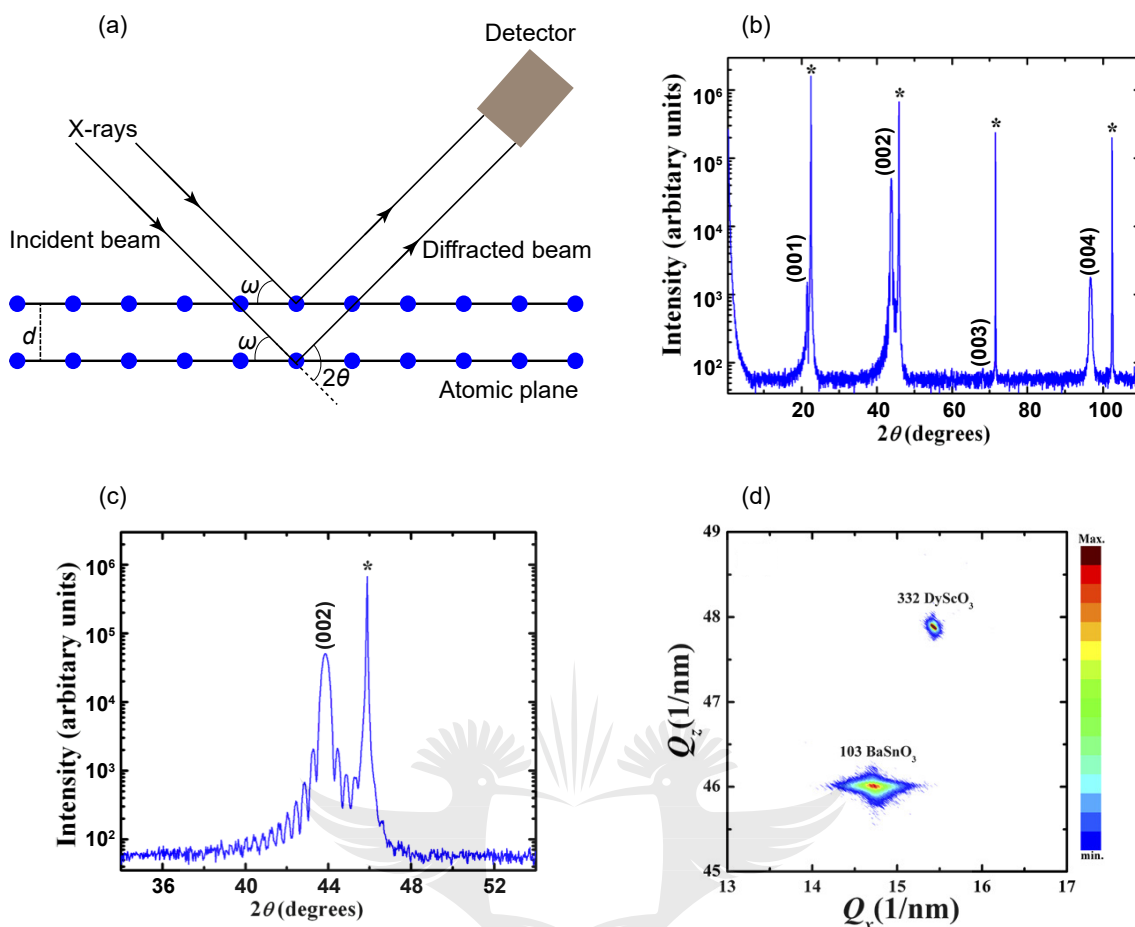 (a)
Detector
X-rays
Incident beam
Diffracted beam
ω
d
ω
2θ
Atomic plane
(b)
Intensity (arbitary units)
10⁶
10⁵
10⁴
10³
10²
(001)
*
(002)
*
(003)
*
(004)
*
20 40 60 80 100
2θ (degrees)
(c)
Intensity (arbitary units)
10⁶
10⁵
10⁴
10³
10²
(002)
*
36 40 44 48 52
2θ (degrees)
(d)
Q_z (1/nm)
49
48
47
46
45
332 DyScO₃
103 BaSnO₃
13 14 15 16 17
Q_x (1/nm)
Max.
min.